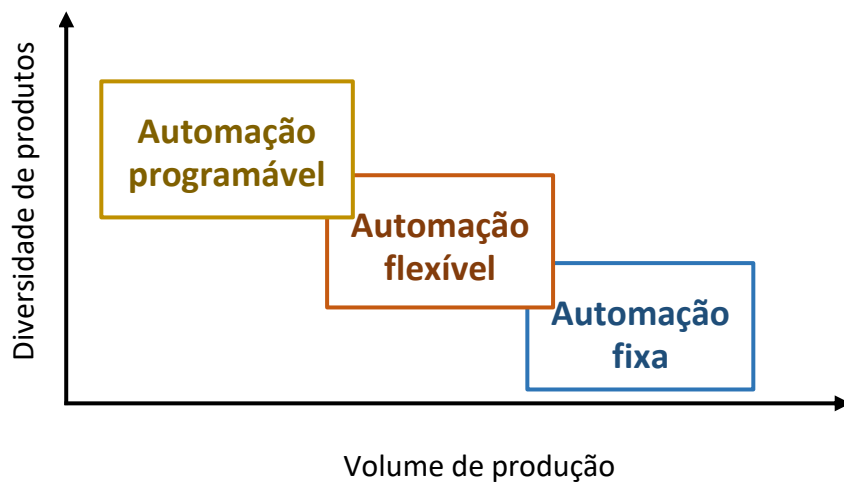 Diversidade de produtos
Automação
programável
Automação
flexível
Automação
fixa
Volume de produção